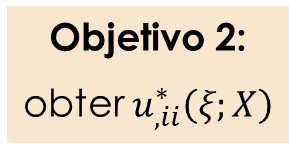 Objetivo 2:
obter u*,ii(ξ; X)